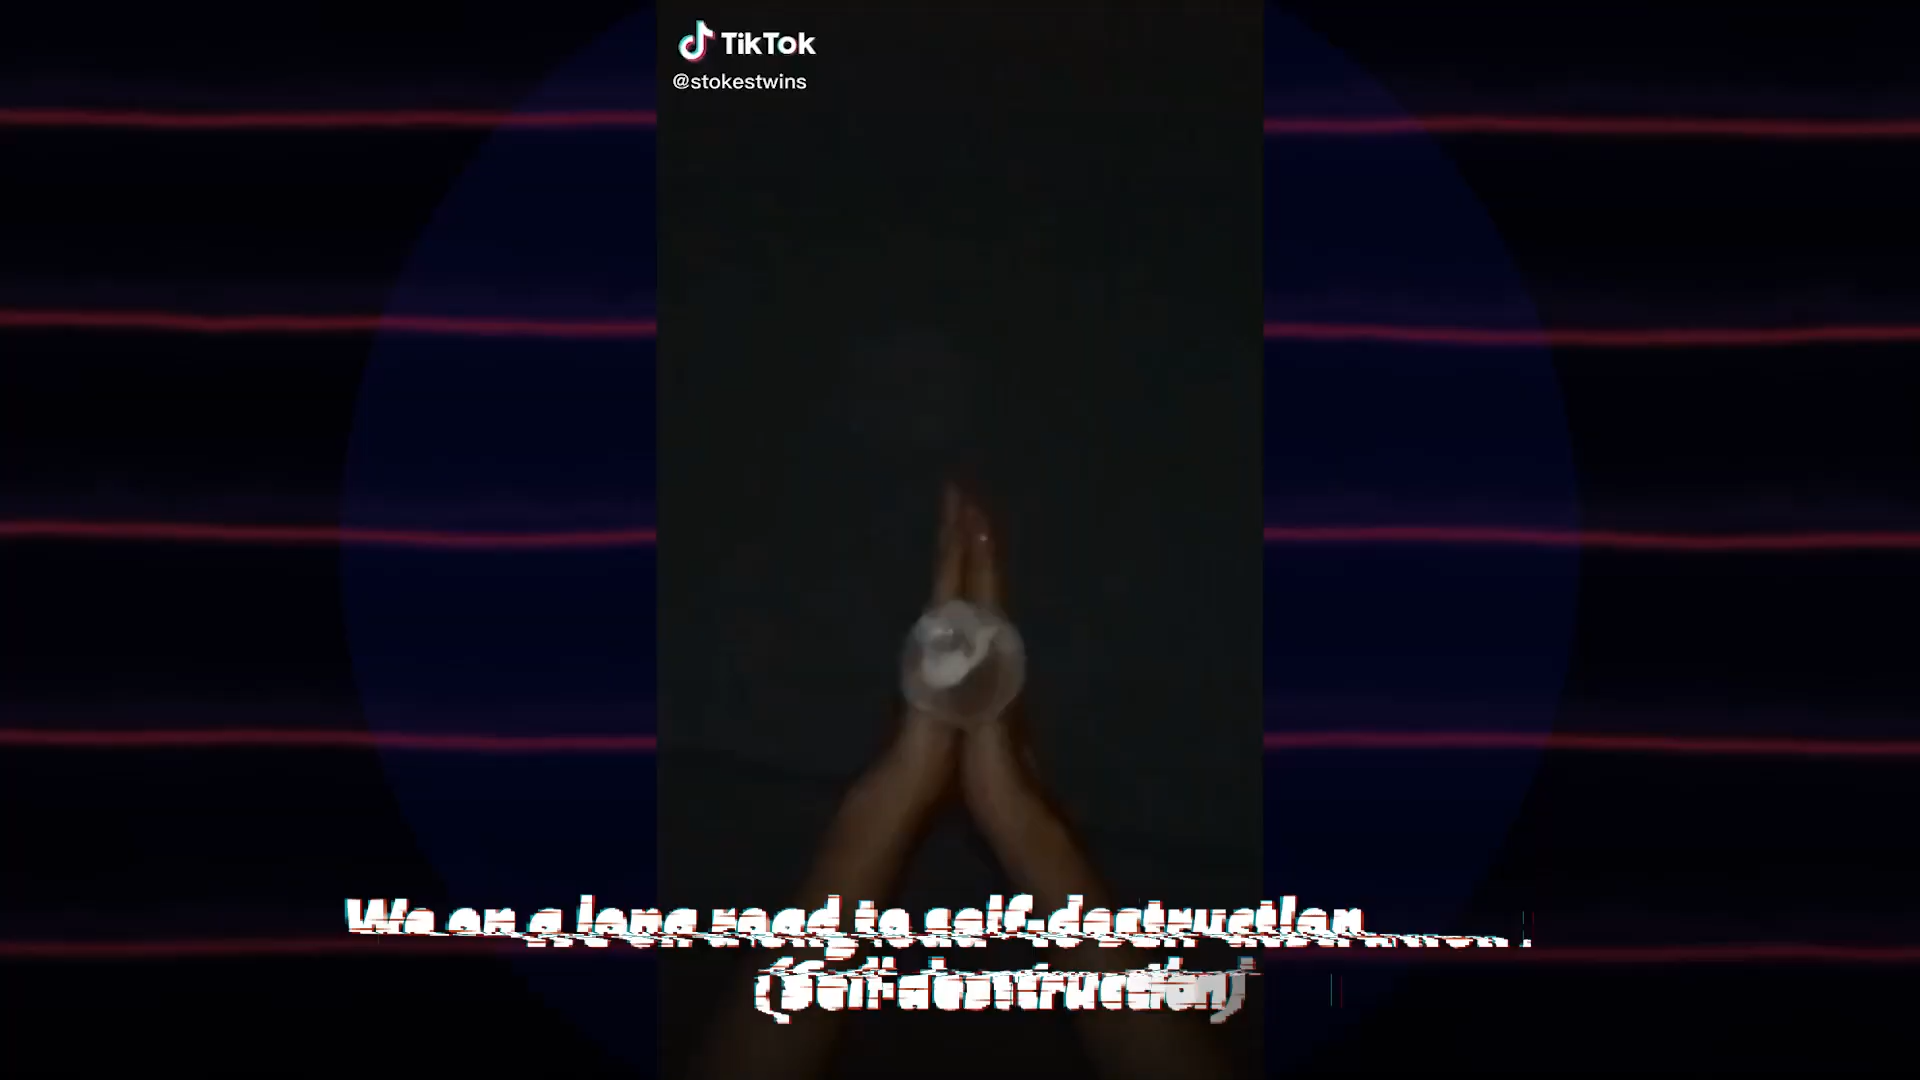 TikTok
@stokestwins
We on a long road to self-destruction
(Self-destruction)